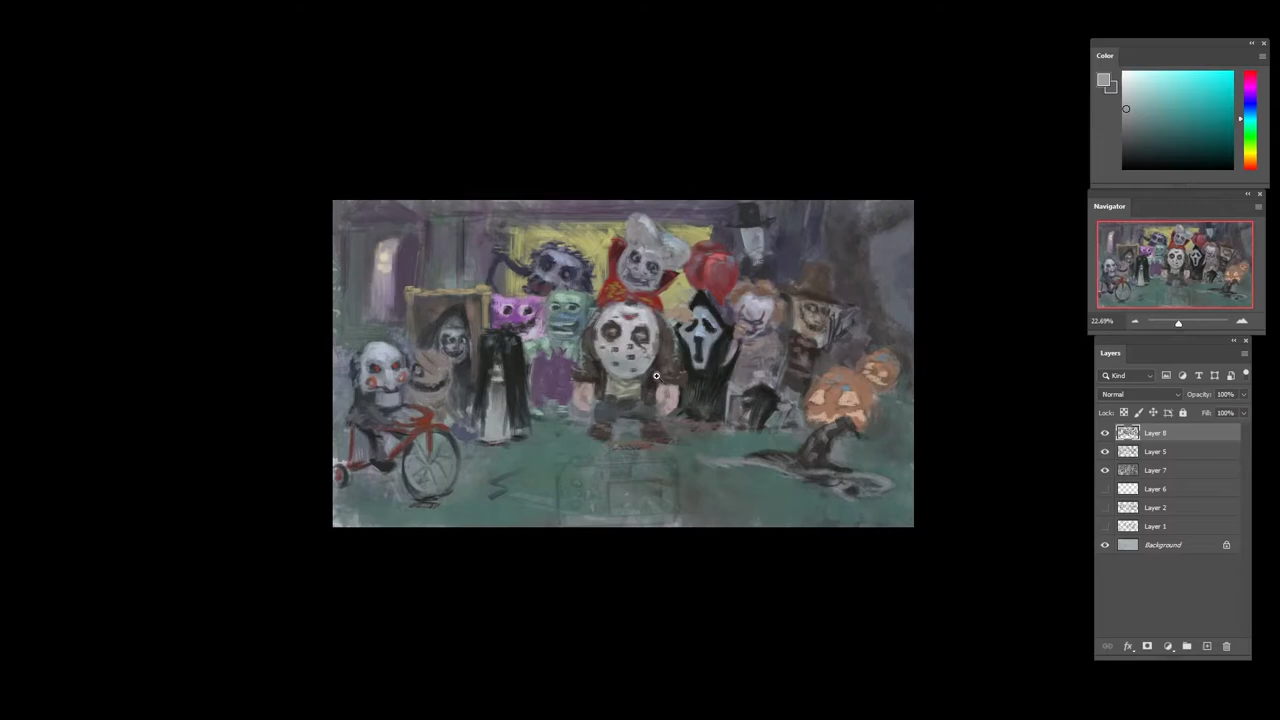 Color
Navigator
22.69%
Layers
Kind
Normal
Opacity: 100%
Lock:
Fill: 100%
Layer 8
Layer 5
Layer 7
Layer 6
Layer 2
Layer 1
Background
fx